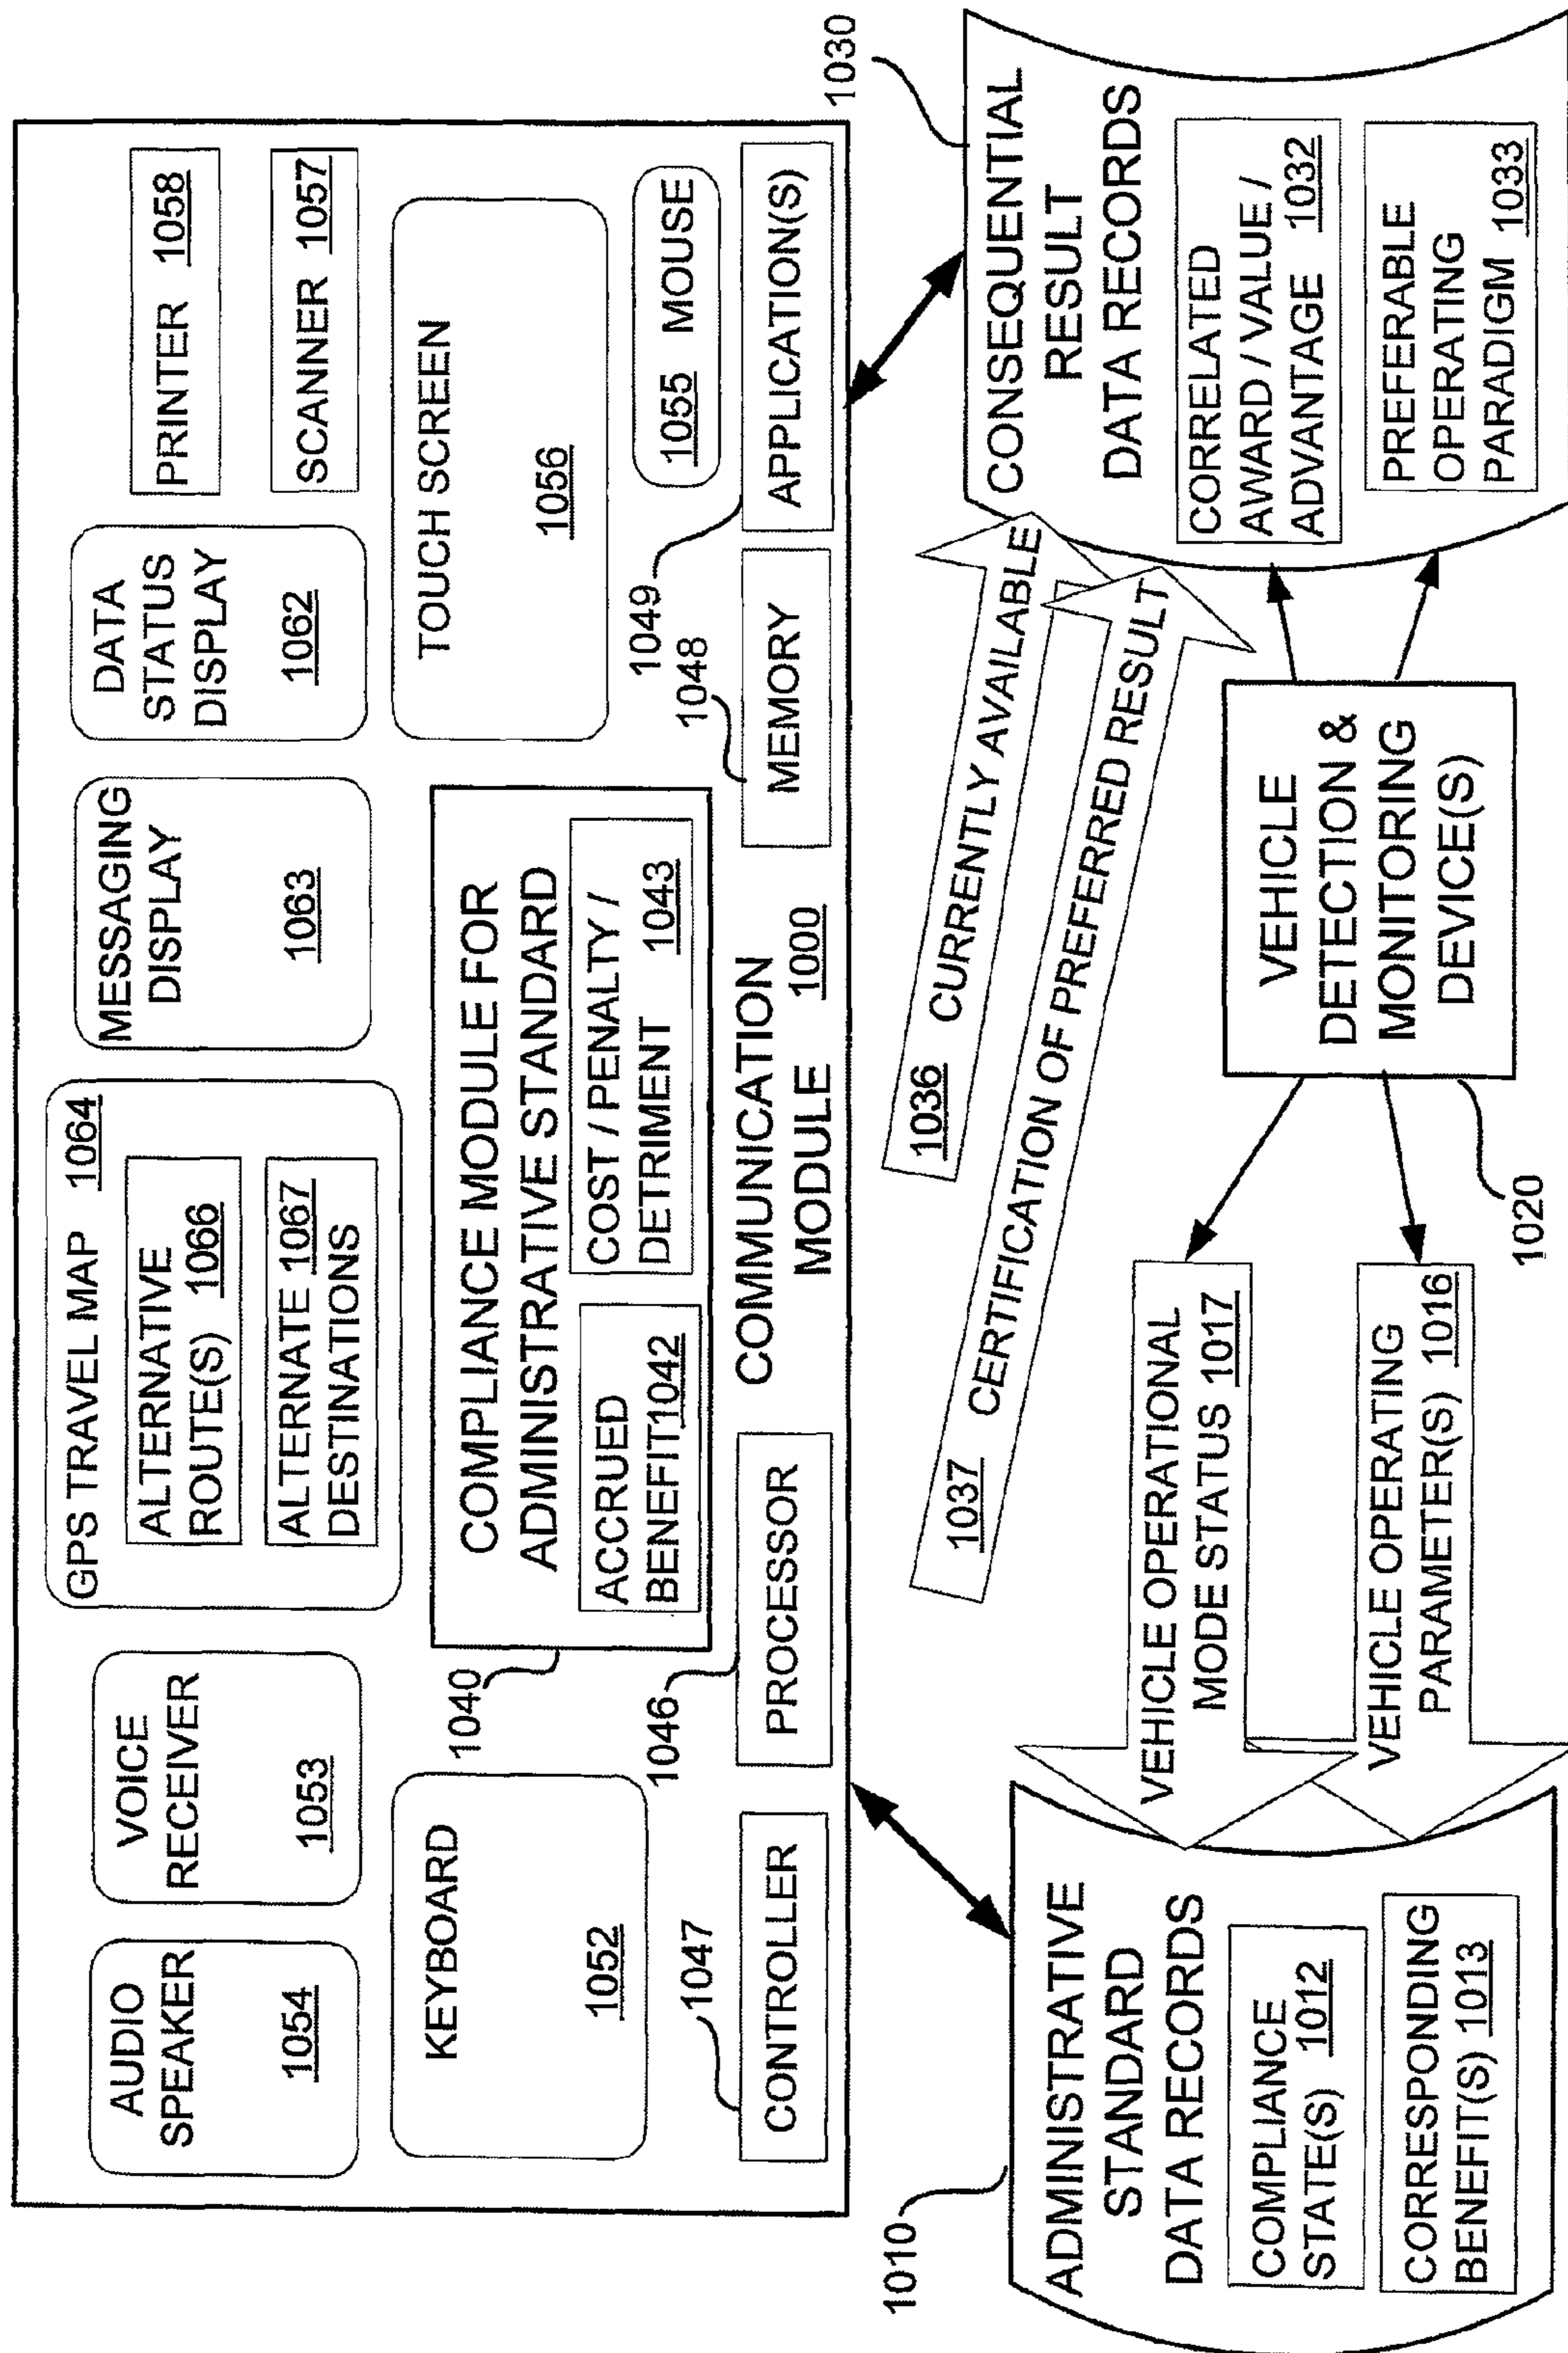 AUDIO
SPEAKER
1054
VOICE
RECEIVER
1053
GPS TRAVEL MAP 1064
ALTERNATIVE
ROUTE(S) 1066
ALTERNATE 1067
DESTINATIONS
MESSAGING
DISPLAY
1063
DATA
STATUS
DISPLAY
1062
PRINTER 1058
SCANNER 1057
KEYBOARD
1052
1040
COMPLIANCE MODULE FOR
ADMINISTRATIVE STANDARD
ACCRUED
BENEFIT 1042
COST / PENALTY /
DETRIMENT 1043
TOUCH SCREEN
1056
1055 MOUSE
1047
CONTROLLER
1046
PROCESSOR
COMMUNICATION
MODULE 1000
1048
MEMORY
1049
APPLICATION(S)
1010
ADMINISTRATIVE
STANDARD
DATA RECORDS
COMPLIANCE
STATE(S) 1012
CORRESPONDING
BENEFIT(S) 1013
1036 CURRENTLY AVAILABLE
1037 CERTIFICATION OF PREFERRED RESULT
VEHICLE OPERATIONAL
MODE STATUS 1017
VEHICLE OPERATING
PARAMETER(S) 1016
1020
VEHICLE
DETECTION &
MONITORING
DEVICE(S)
1030
CONSEQUENTIAL
RESULT
DATA RECORDS
CORRELATED
AWARD / VALUE /
ADVANTAGE 1032
PREFERABLE
OPERATING
PARADIGM 1033